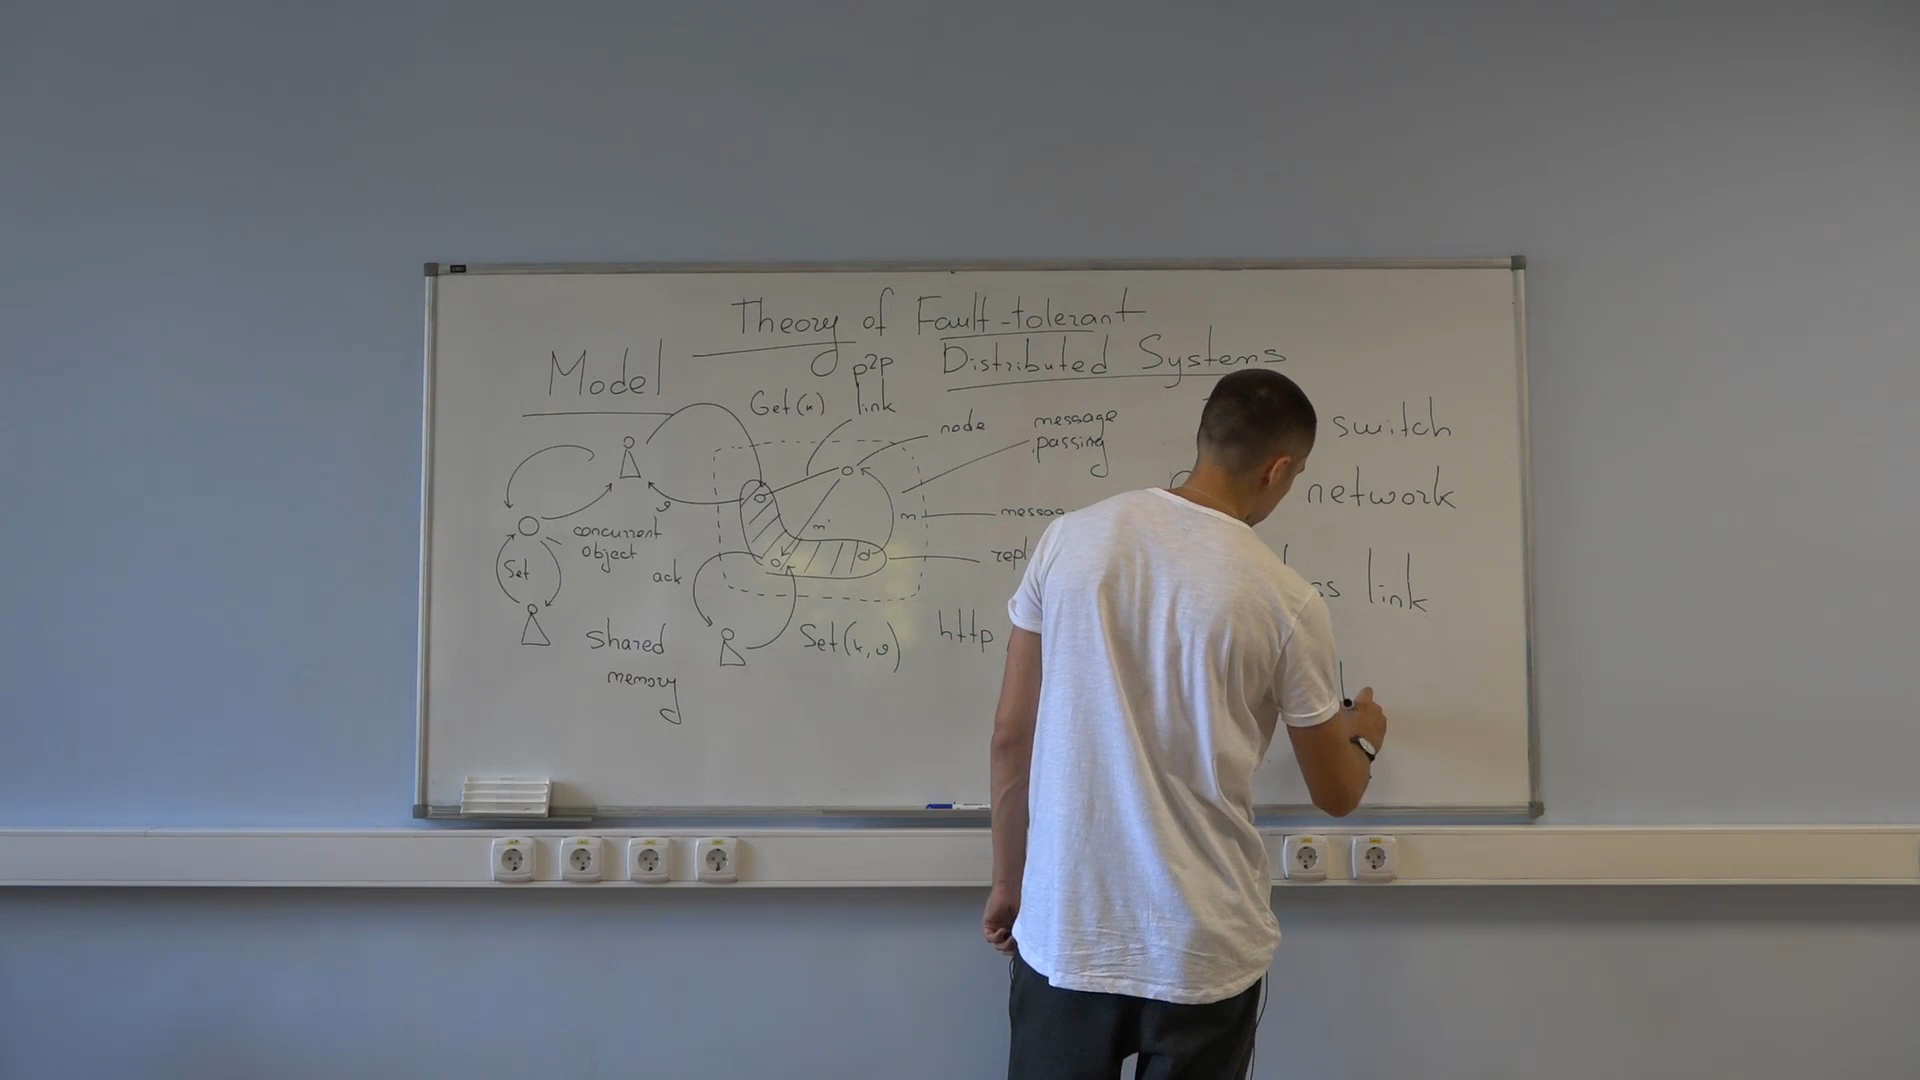 Theory of Fault-tolerant
Distributed Systems
Model
p2p
link
Get(k)
node
message
passing
switch
network
m
m'
concurrent
object
Set
ack
v
link
shared
memory
Set(k, v)
http